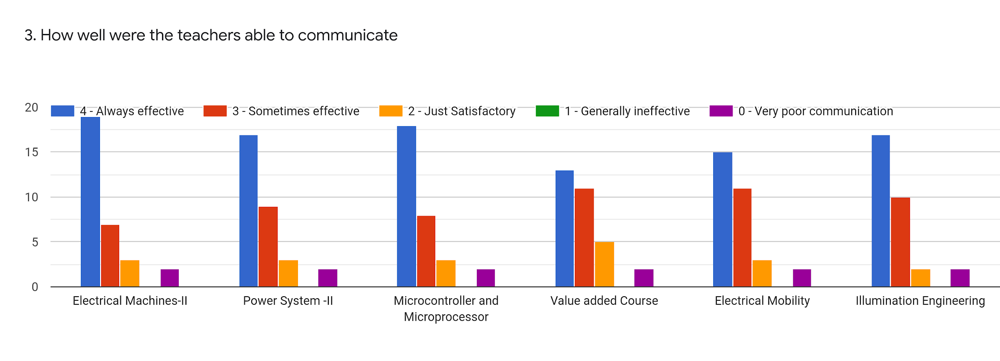 3. How well were the teachers able to communicate
4 - Always effective
3 - Sometimes effective
2 - Just Satisfactory
1 - Generally ineffective
0 - Very poor communication
20
15
10
5
0
Electrical Machines-II
Power System -II
Microcontroller and
Microprocessor
Value added Course
Electrical Mobility
Illumination Engineering